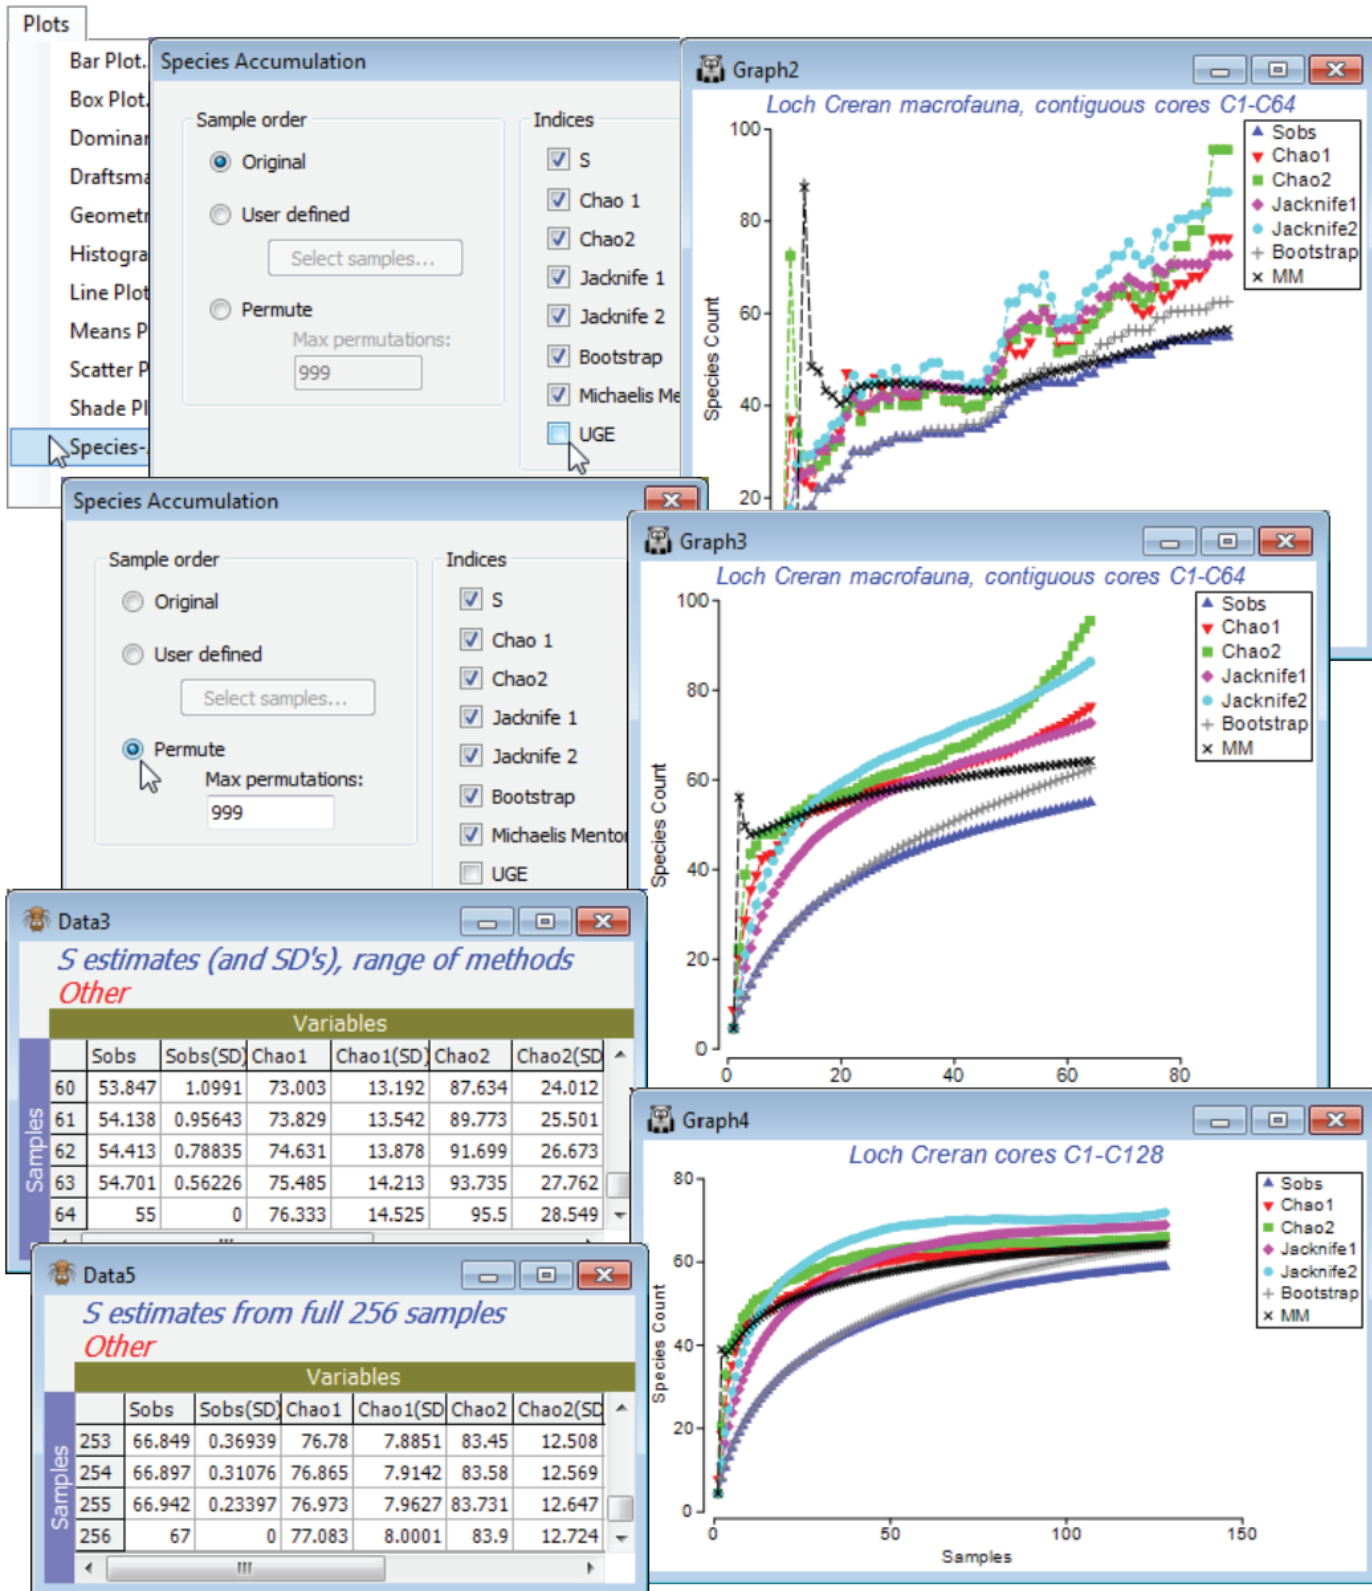 Plots
Bar Plot.
Box Plot.
Dominar
Draftsma
Geometr
Histogra
Line Plot
Means P
Scatter P
Shade Pl
Species-
Species Accumulation
Sample order
Original
User defined
Select samples...
Permute
Max permutations:
999
Indices
S
Chao 1
Chao2
Jacknife 1
Jacknife 2
Bootstrap
Michaelis Me
UGE
Graph2
Loch Creran macrofauna, contiguous cores C1-C64
100
80
60
40
20
Species Count
Sobs
Chao1
Chao2
Jacknife1
Jacknife2
Bootstrap
MM
Species Accumulation
Sample order
Original
User defined
Select samples...
Permute
Max permutations:
999
Indices
S
Chao 1
Chao2
Jacknife 1
Jacknife 2
Bootstrap
Michaelis Mentor
UGE
Graph3
Loch Creran macrofauna, contiguous cores C1-C64
100
80
60
40
20
0
Species Count
0 20 40 60 80
Sobs
Chao1
Chao2
Jacknife1
Jacknife2
Bootstrap
MM
Data3
S estimates (and SD's), range of methods
Other
Variables
Samples
Sobs Sobs(SD) Chao1 Chao1(SD) Chao2 Chao2(SD
60 53.847 1.0991 73.003 13.192 87.634 24.012
61 54.138 0.95643 73.829 13.542 89.773 25.501
62 54.413 0.78835 74.631 13.878 91.699 26.673
63 54.701 0.56226 75.485 14.213 93.735 27.762
64 55 0 76.333 14.525 95.5 28.549
Graph4
Loch Creran cores C1-C128
80
60
40
20
0
Species Count
0 50 100 150
Samples
Sobs
Chao1
Chao2
Jacknife1
Jacknife2
Bootstrap
MM
Data5
S estimates from full 256 samples
Other
Variables
Samples
Sobs Sobs(SD) Chao1 Chao1(SD Chao2 Chao2(SD
253 66.849 0.36939 76.78 7.8851 83.45 12.508
254 66.897 0.31076 76.865 7.9142 83.58 12.569
255 66.942 0.23397 76.973 7.9627 83.731 12.647
256 67 0 77.083 8.0001 83.9 12.724